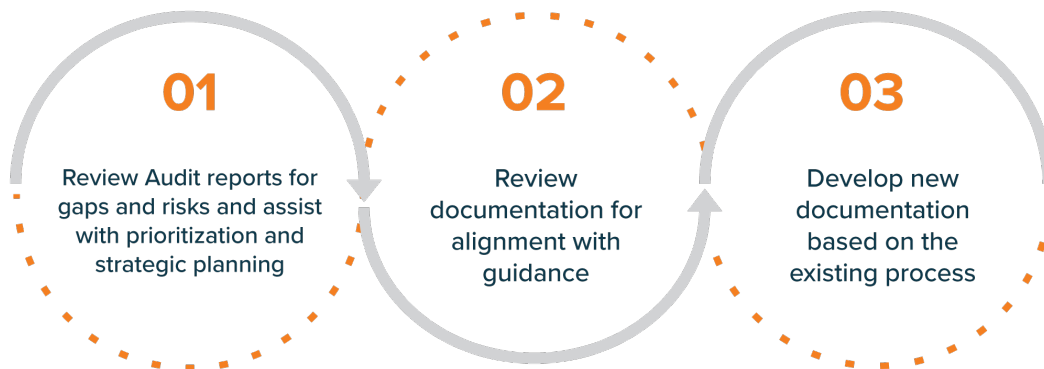 01
Review Audit reports for
gaps and risks and assist
with prioritization and
strategic planning
02
Review
documentation for
alignment with
guidance
03
Develop new
documentation
based on the
existing process